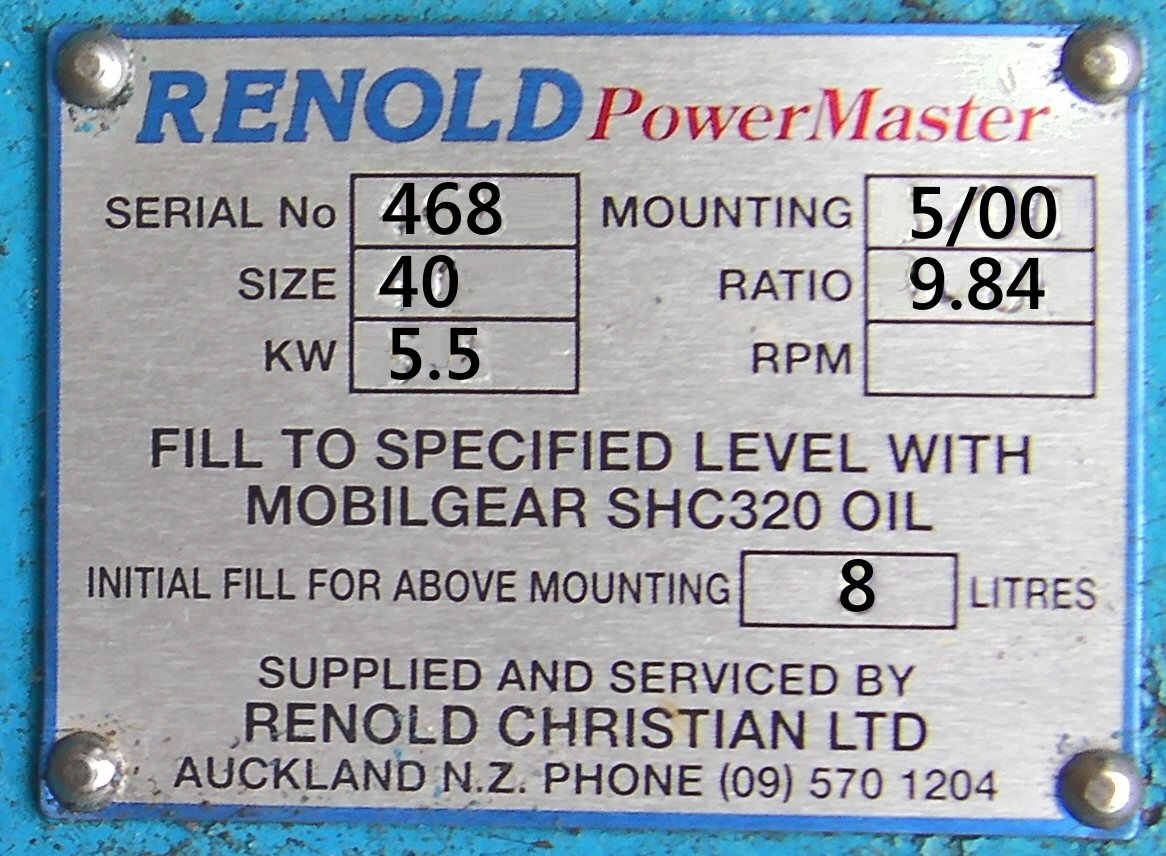 RENOLD PowerMaster
SERIAL No 468 MOUNTING 5/00
SIZE 40 RATIO 9.84
KW 5.5 RPM
FILL TO SPECIFIED LEVEL WITH
MOBILGEAR SHC320 OIL
INITIAL FILL FOR ABOVE MOUNTING 8 LITRES
SUPPLIED AND SERVICED BY
RENOLD CHRISTIAN LTD
AUCKLAND N.Z. PHONE (09) 570 1204